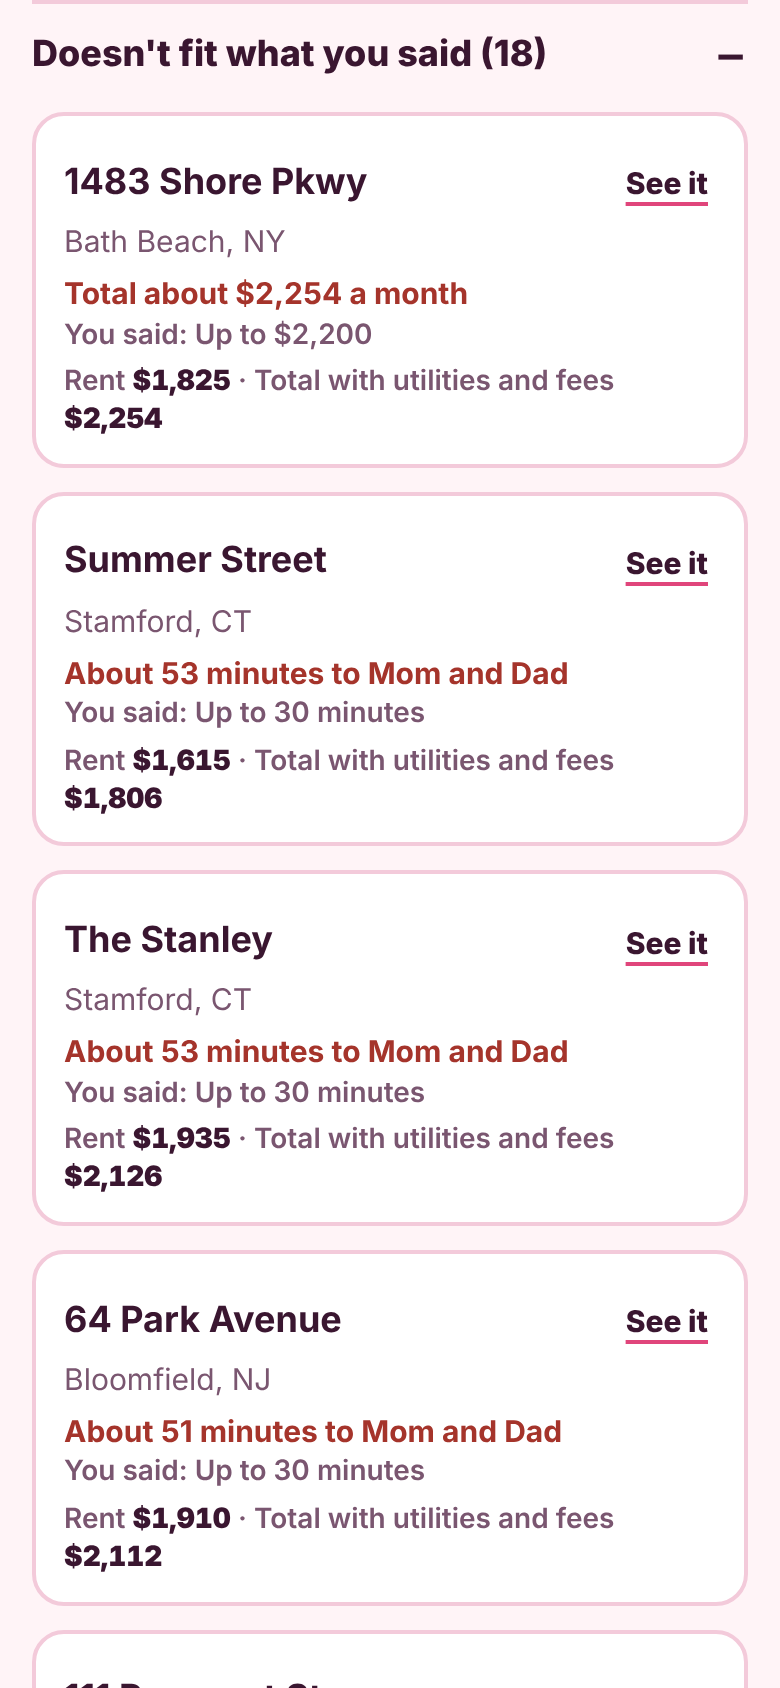 Doesn't fit what you said (18)
1483 Shore Pkwy
See it
Bath Beach, NY
Total about $2,254 a month
You said: Up to $2,200
Rent $1,825 · Total with utilities and fees
$2,254
Summer Street
See it
Stamford, CT
About 53 minutes to Mom and Dad
You said: Up to 30 minutes
Rent $1,615 · Total with utilities and fees
$1,806
The Stanley
See it
Stamford, CT
About 53 minutes to Mom and Dad
You said: Up to 30 minutes
Rent $1,935 · Total with utilities and fees
$2,126
64 Park Avenue
See it
Bloomfield, NJ
About 51 minutes to Mom and Dad
You said: Up to 30 minutes
Rent $1,910 · Total with utilities and fees
$2,112